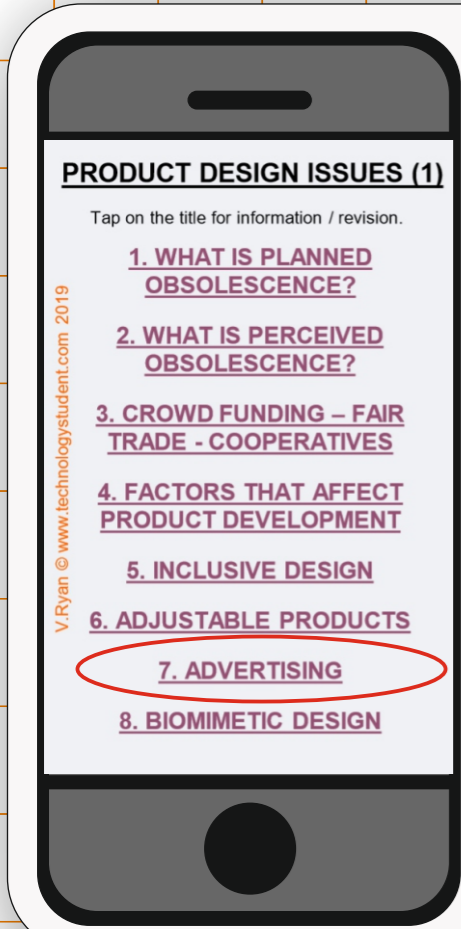 PRODUCT DESIGN ISSUES (1)
Tap on the title for information / revision.
1. WHAT IS PLANNED
OBSOLESCENCE?
2. WHAT IS PERCEIVED
OBSOLESCENCE?
3. CROWD FUNDING – FAIR
TRADE - COOPERATIVES
4. FACTORS THAT AFFECT
PRODUCT DEVELOPMENT
5. INCLUSIVE DESIGN
6. ADJUSTABLE PRODUCTS
7. ADVERTISING
8. BIOMIMETIC DESIGN
V.Ryan © www.technologystudent.com 2019